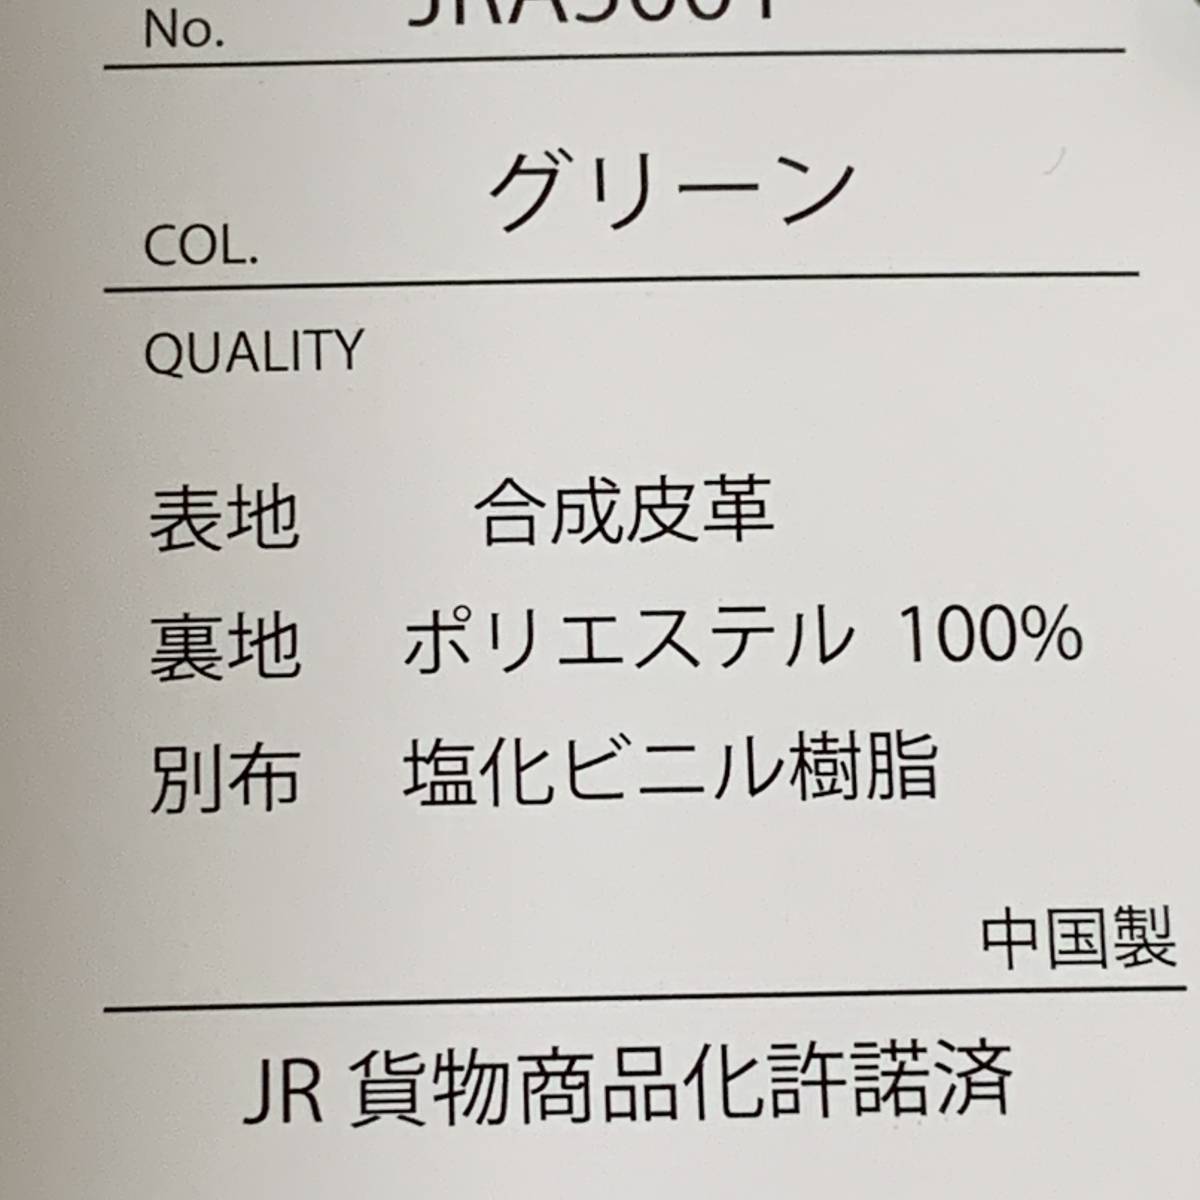 No.
COL. グリーン
QUALITY
表地 合成皮革
裏地 ポリエステル 100%
別布 塩化ビニル樹脂
中国製
JR 貨物商品化許諾済